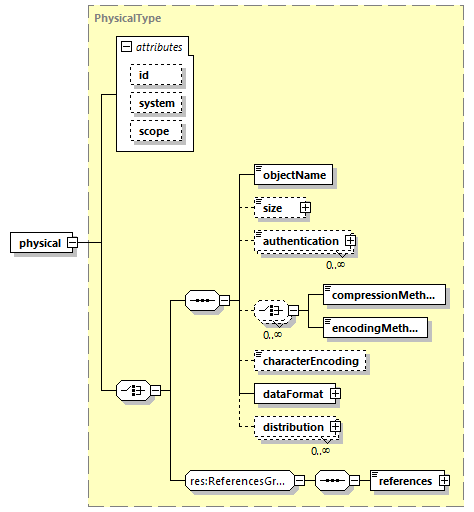 PhysicalType
attributes
id
system
scope
objectName
size
physical
authentication
0..∞
compressionMeth...
0..∞
encodingMeth...
characterEncoding
dataFormat
distribution
0..∞
res:ReferencesGr...
references